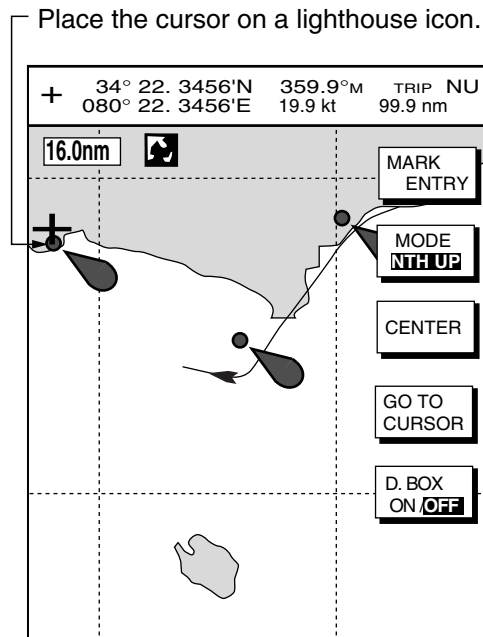 Place the cursor on a lighthouse icon.
+ 34° 22. 3456'N 359.9°M TRIP NU
080° 22. 3456'E 19.9 kt 99.9 nm
16.0nm
MARK
ENTRY
MODE
NTH UP
CENTER
GO TO
CURSOR
D. BOX
ON /OFF